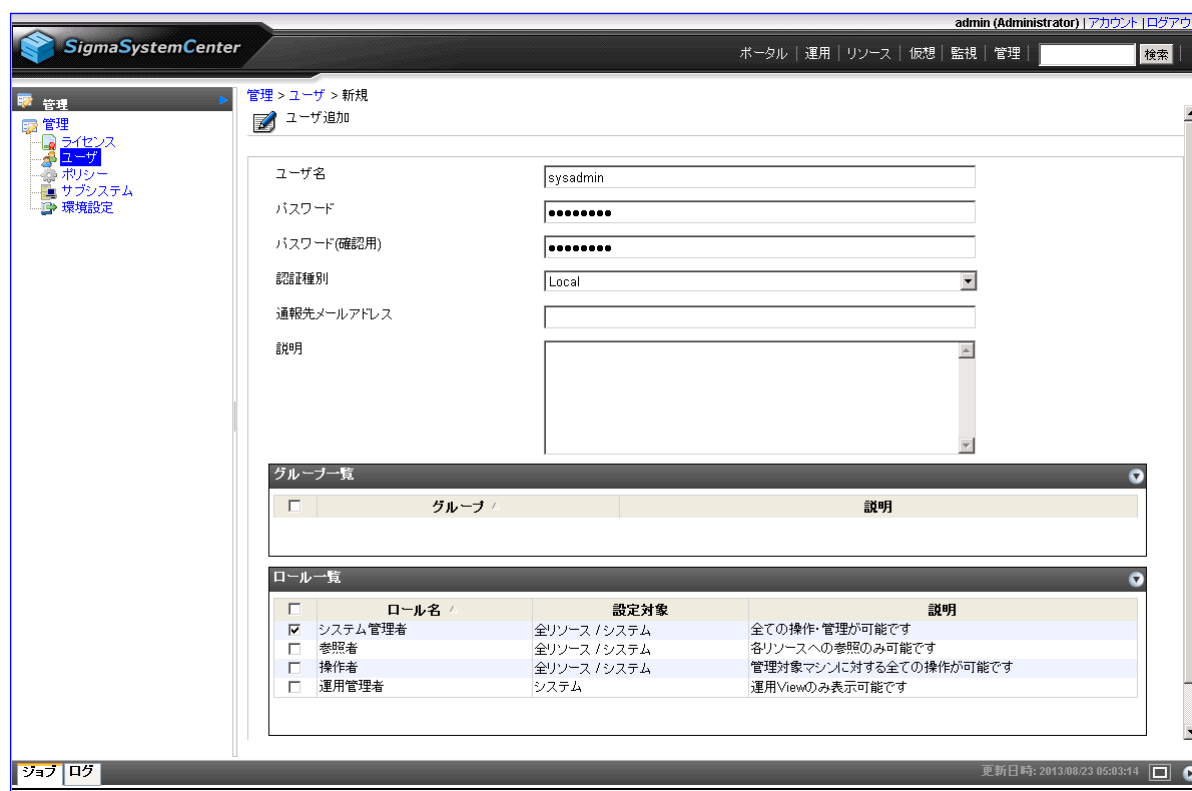 admin (Administrator) | アカウント | ログアウ
SigmaSystemCenter
ポータル | 運用 | リソース | 仮想 | 監視 | 管理 | 検索 |
管理
管理
ライセンス
ユーザ
ポリシー
サブシステム
環境設定
管理 > ユーザ > 新規
ユーザ追加
ユーザ名 sysadmin
パスワード ●●●●●●●●
パスワード(確認用) ●●●●●●●●
認証種別 Local
通報先メールアドレス
説明
グループ一覧
グループ 説明
ロール一覧
ロール名 設定対象 説明
システム管理者 全リソース / システム 全ての操作・管理が可能です
参照者 全リソース / システム 各リソースへの参照のみ可能です
操作者 全リソース / システム 管理対象マシンに対する全ての操作が可能です
運用管理者 システム 運用Viewのみ表示可能です
ジョブ ログ 更新日時: 2013/08/23 05:03:14